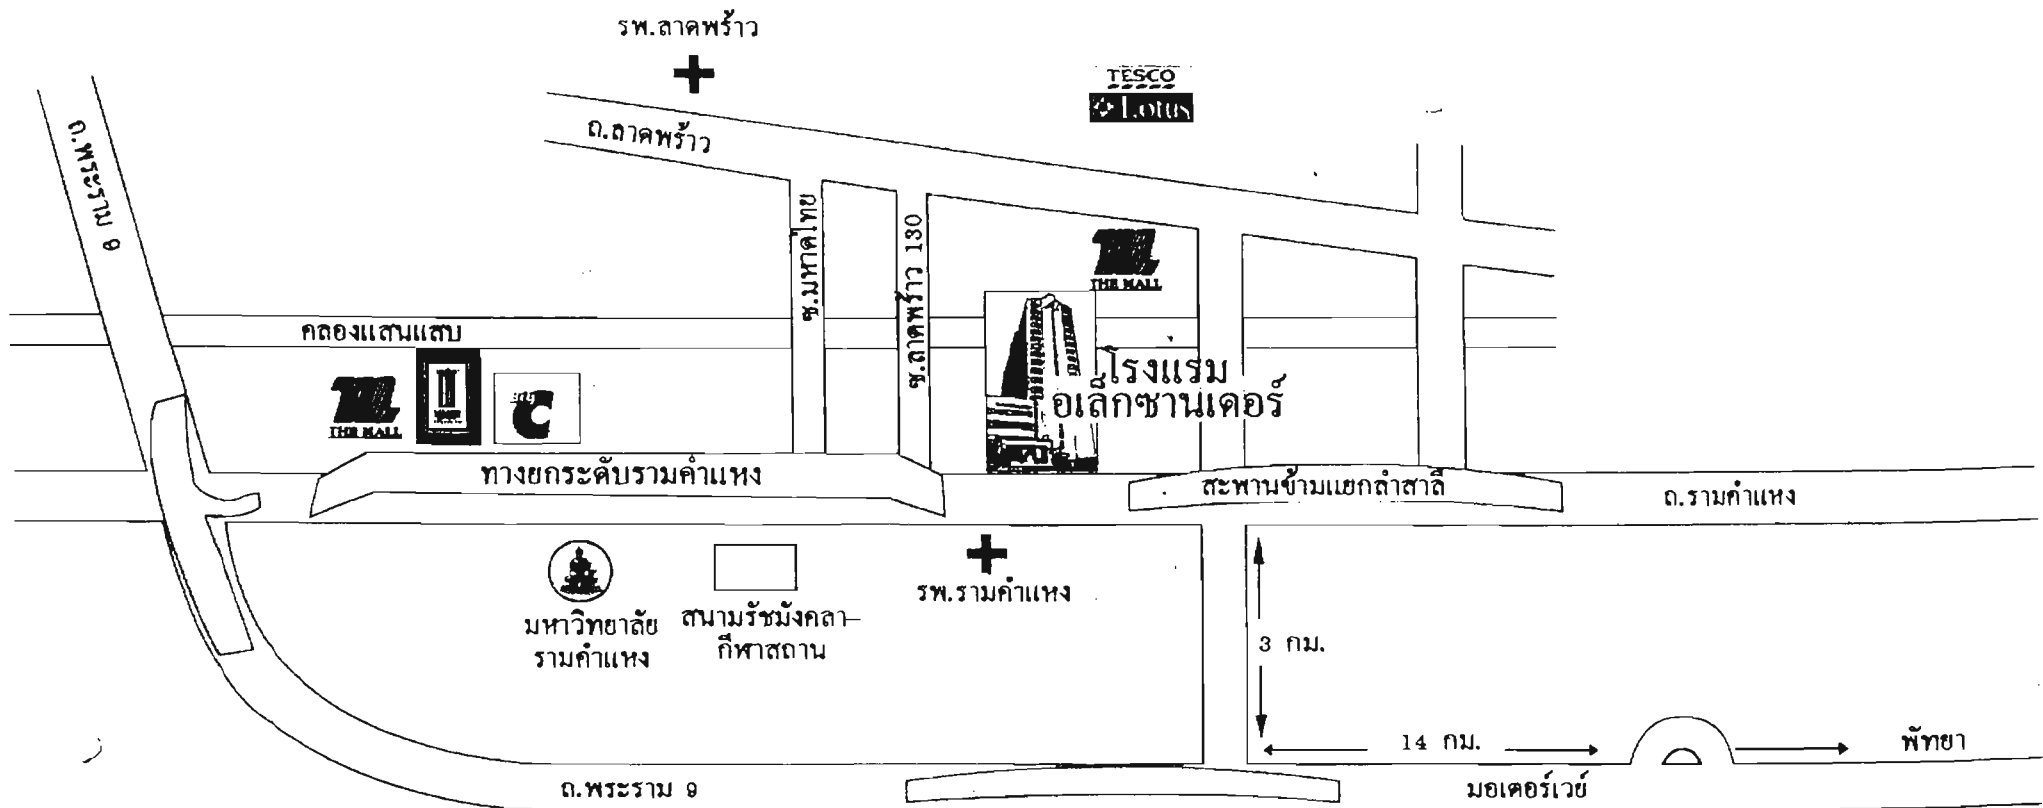 รพ.ลาดพร้าว
TESCO
Lotus
ถ.พระราม 9
ถ.ลาดพร้าว
ซ.มหาดไทย
ซ.ลาดพร้าว 130
THE MALL
คลองแสนแสบ
โรงแรม
อเล็กซานเดอร์
THE MALL
C
ทางยกระดับรามคำแหง
สะพานข้ามแยกลำสาลี
ถ.รามคำแหง
มหาวิทยาลัย
รามคำแหง
สนามรัชมังคลา-
กีฬาสถาน
รพ.รามคำแหง
3 กม.
14 กม.
พัทยา
ถ.พระราม 9
มอเตอร์เวย์